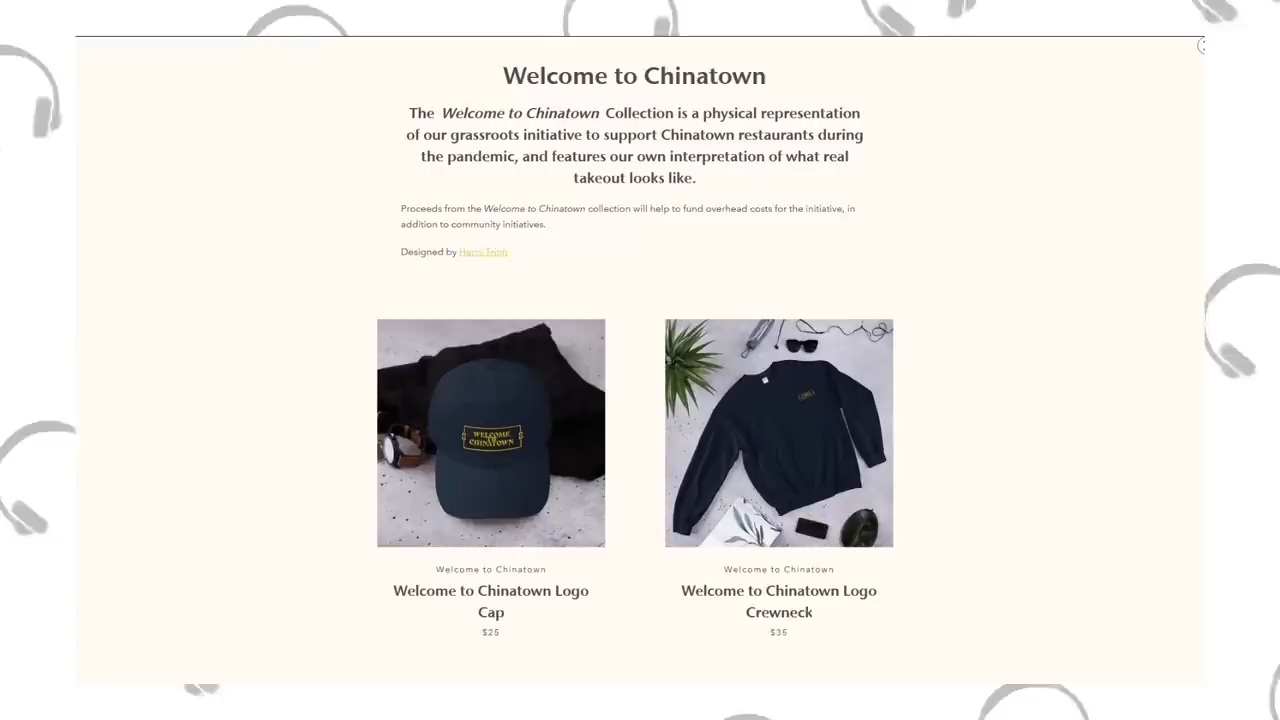 Welcome to Chinatown
The Welcome to Chinatown Collection is a physical representation
of our grassroots initiative to support Chinatown restaurants during
the pandemic, and features our own interpretation of what real
takeout looks like.
Proceeds from the Welcome to Chinatown collection will help to fund overhead costs for the initiative, in
addition to community initiatives.
Designed by Harry Trinh
WELCOME
TO
CHINATOWN
Welcome to Chinatown
Welcome to Chinatown Logo
Cap
$25
Welcome to Chinatown
Welcome to Chinatown Logo
Crewneck
$35